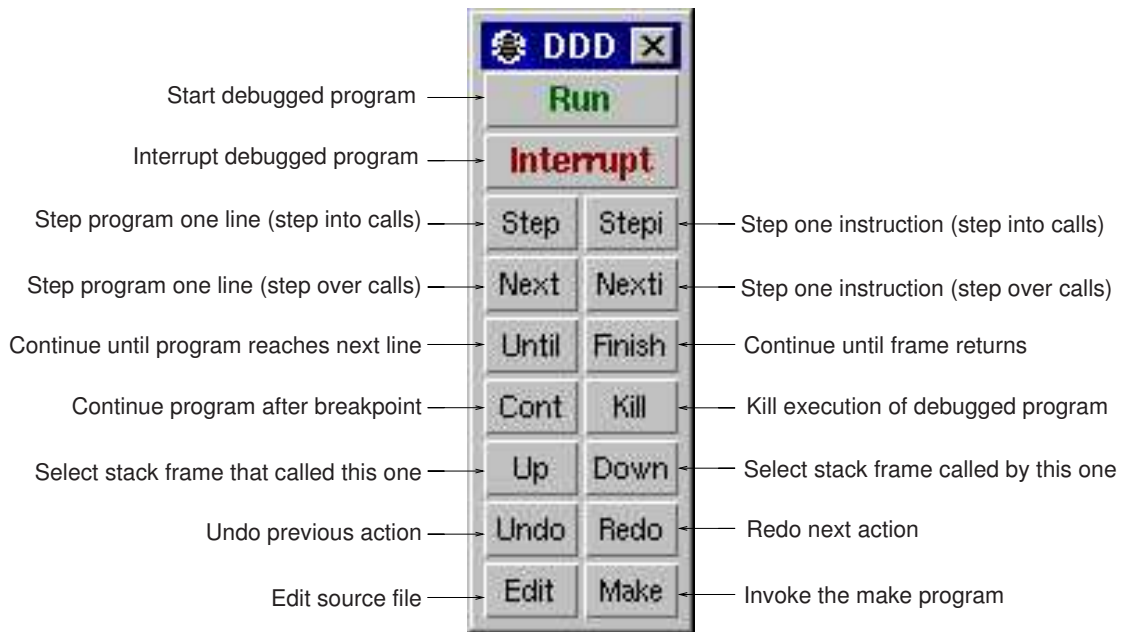 DDD
Start debugged program Run
Interrupt debugged program Interrupt
Step program one line (step into calls) Step Stepi Step one instruction (step into calls)
Step program one line (step over calls) Next Nexti Step one instruction (step over calls)
Continue until program reaches next line Until Finish Continue until frame returns
Continue program after breakpoint Cont Kill Kill execution of debugged program
Select stack frame that called this one Up Down Select stack frame called by this one
Undo previous action Undo Redo Redo next action
Edit source file Edit Make Invoke the make program